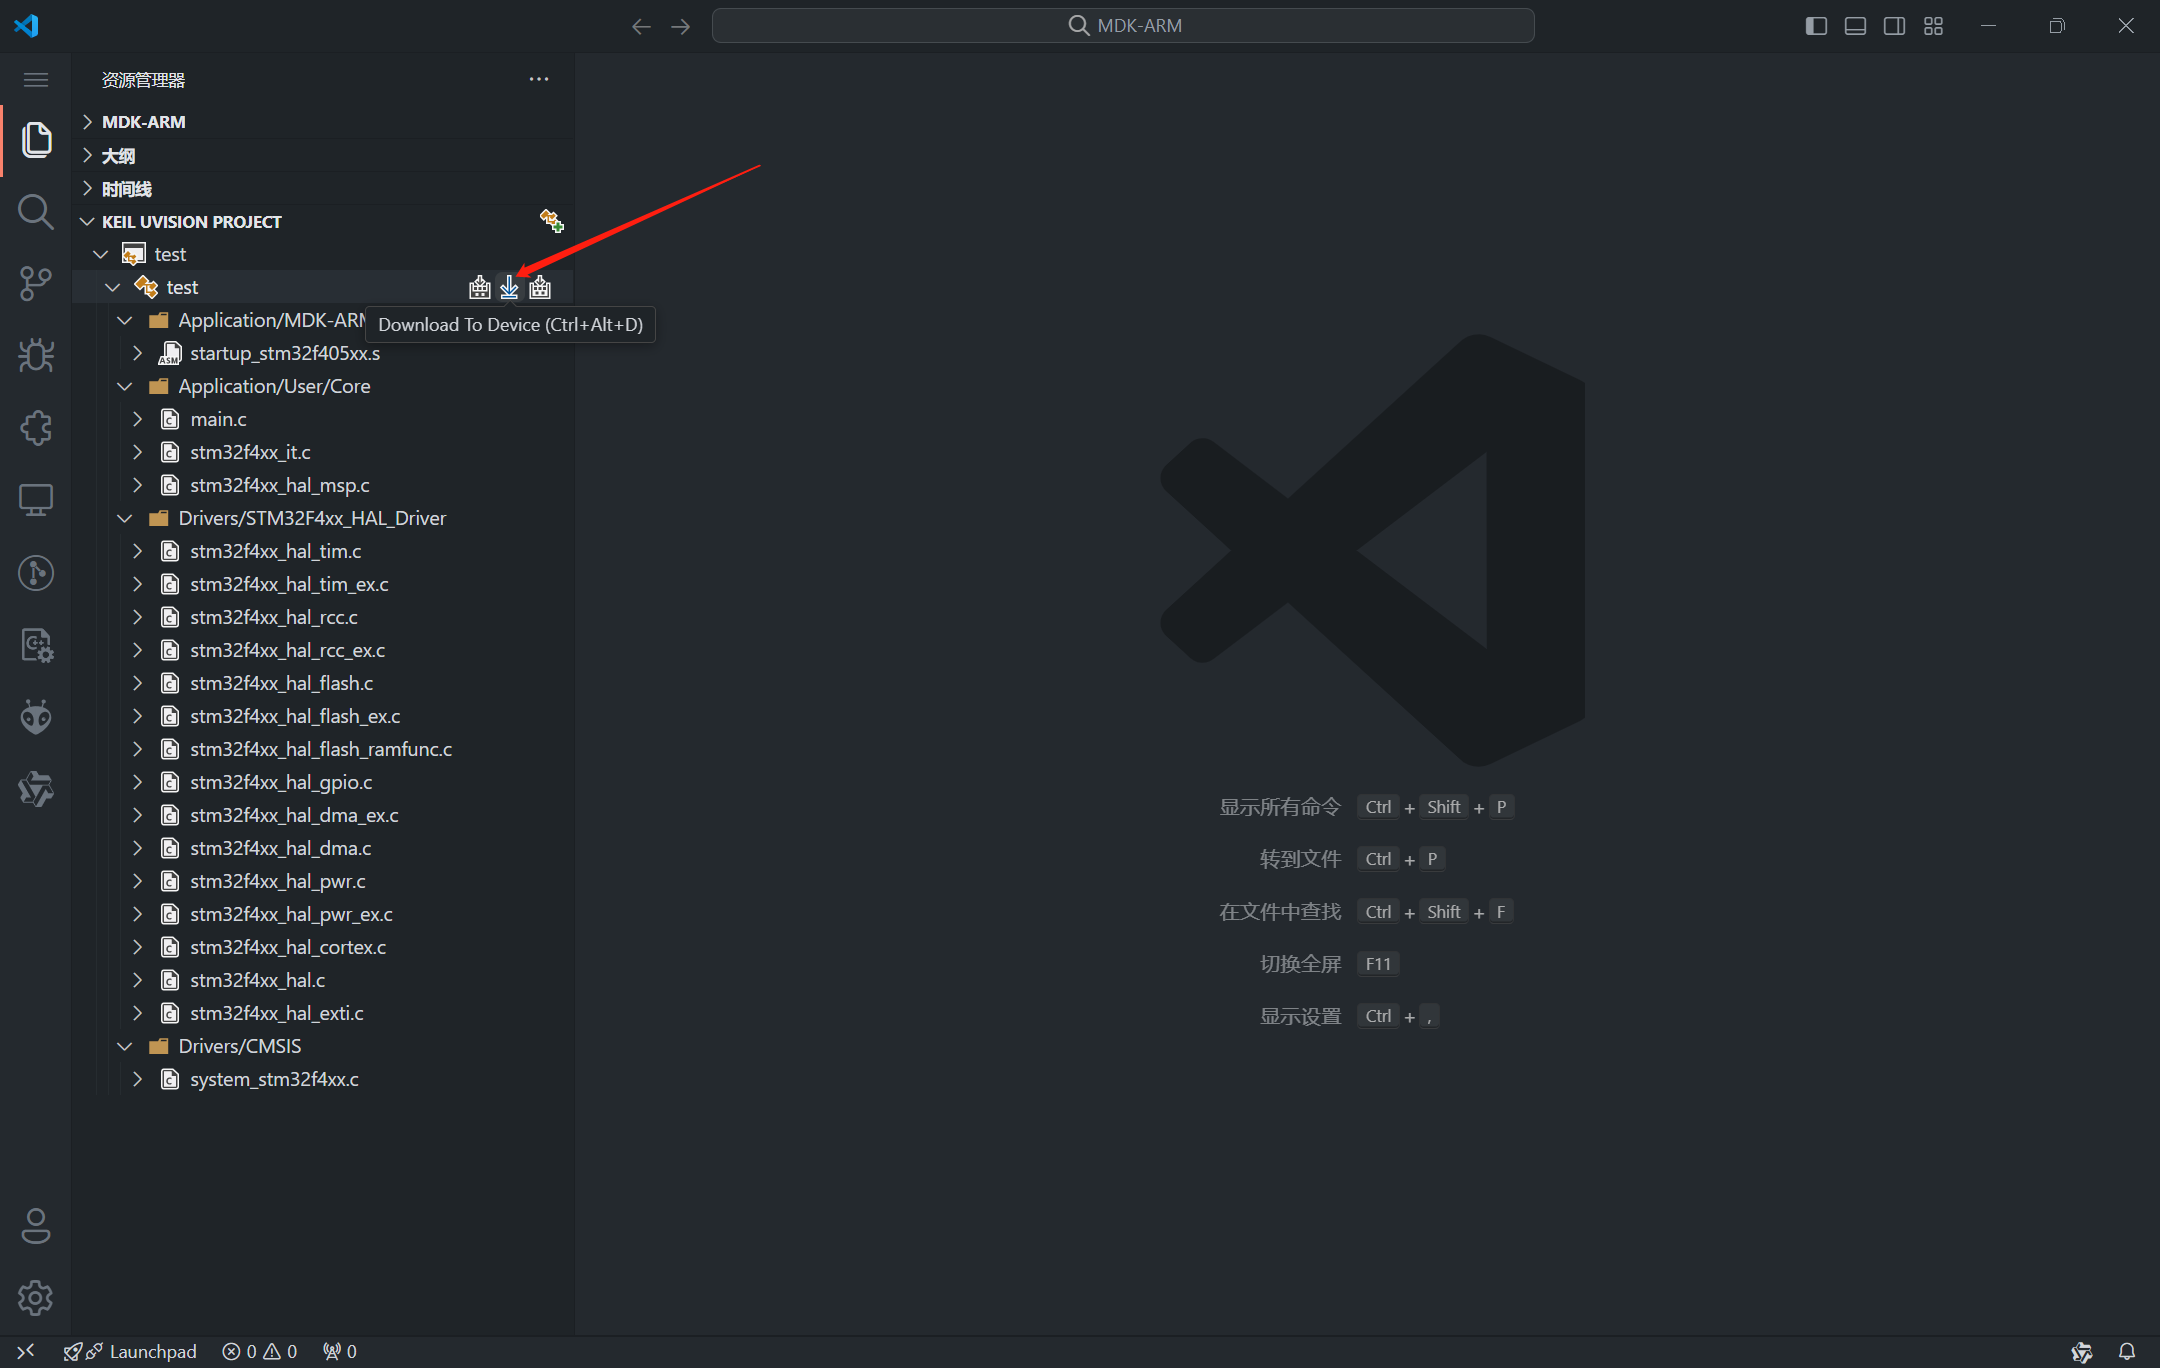 MDK-ARM
资源管理器
MDK-ARM
大纲
时间线
KEIL UVISION PROJECT
test
test
Application/MDK-ARM
Download To Device (Ctrl+Alt+D)
startup_stm32f405xx.s
Application/User/Core
main.c
stm32f4xx_it.c
stm32f4xx_hal_msp.c
Drivers/STM32F4xx_HAL_Driver
stm32f4xx_hal_tim.c
stm32f4xx_hal_tim_ex.c
stm32f4xx_hal_rcc.c
stm32f4xx_hal_rcc_ex.c
stm32f4xx_hal_flash.c
stm32f4xx_hal_flash_ex.c
stm32f4xx_hal_flash_ramfunc.c
stm32f4xx_hal_gpio.c
stm32f4xx_hal_dma_ex.c
stm32f4xx_hal_dma.c
stm32f4xx_hal_pwr.c
stm32f4xx_hal_pwr_ex.c
stm32f4xx_hal_cortex.c
stm32f4xx_hal.c
stm32f4xx_hal_exti.c
Drivers/CMSIS
system_stm32f4xx.c
显示所有命令 Ctrl + Shift + P
转到文件 Ctrl + P
在文件中查找 Ctrl + Shift + F
切换全屏 F11
显示设置 Ctrl + ,
Launchpad 0 0 0